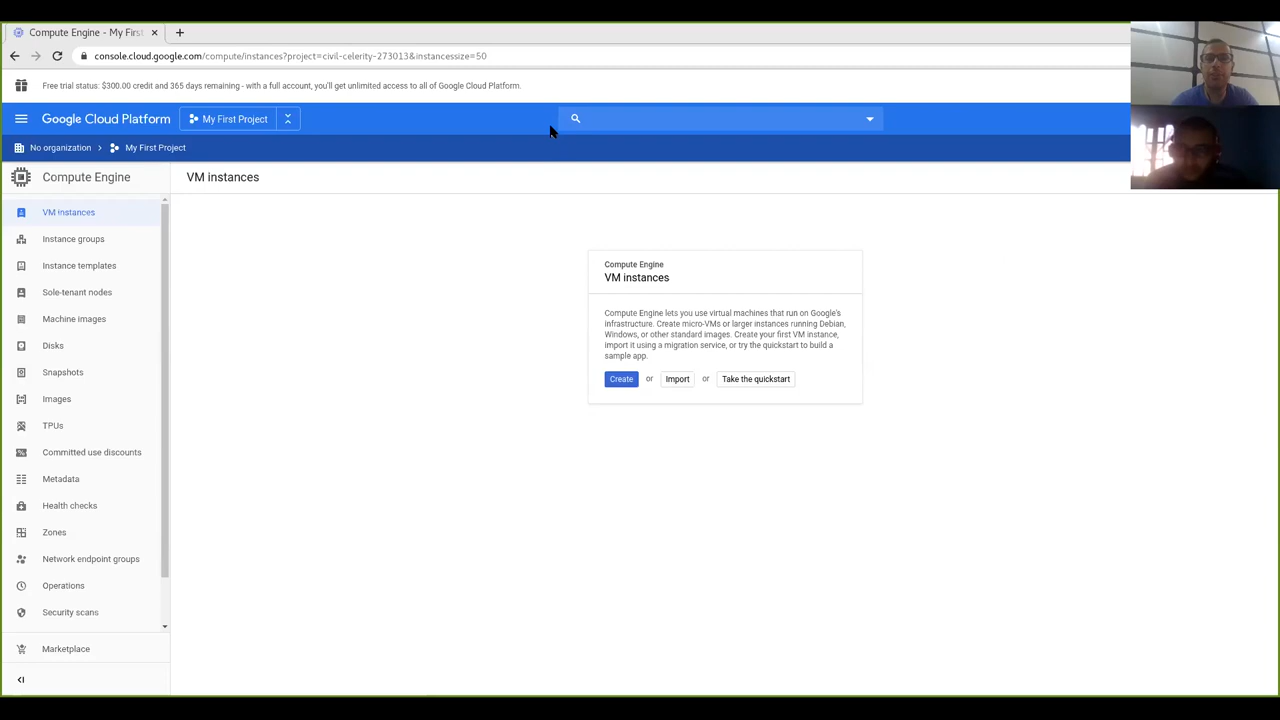 Compute Engine - My First
console.cloud.google.com/compute/instances?project=civil-celerity-273013&instancessize=50
Free trial status: $300.00 credit and 365 days remaining - with a full account, you'll get unlimited access to all of Google Cloud Platform.
Google Cloud Platform
My First Project
No organization
My First Project
Compute Engine
VM instances
VM instances
Instance groups
Instance templates
Sole-tenant nodes
Machine images
Disks
Snapshots
Images
TPUs
Committed use discounts
Metadata
Health checks
Zones
Network endpoint groups
Operations
Security scans
Marketplace
Compute Engine
VM instances
Compute Engine lets you use virtual machines that run on Google's
infrastructure. Create micro-VMs or larger instances running Debian,
Windows, or other standard images. Create your first VM instance,
import it using a migration service, or try the quickstart to build a
sample app.
Create or Import or Take the quickstart